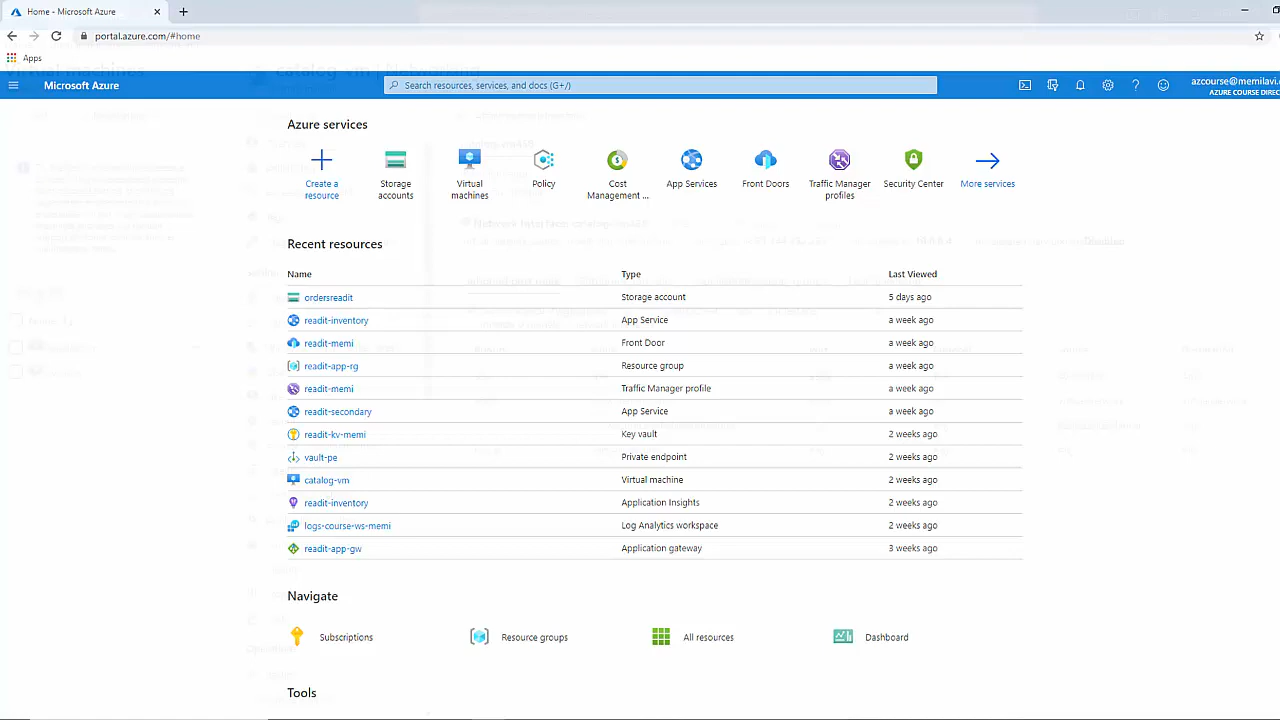 Home - Microsoft Azure
portal.azure.com/#home
Apps
Virtual machines
catalog-vm | Networking
Microsoft Azure
Search resources, services, and docs (G+/)
azcourse@memilavi.
AZURE COURSE DIREC
Azure services
Create a resource
Storage accounts
Virtual machines
Policy
Cost Management ...
App Services
Front Doors
Traffic Manager profiles
Security Center
More services
Recent resources
Name Type Last Viewed
ordersreadit Storage account 5 days ago
readit-inventory App Service a week ago
readit-memi Front Door a week ago
readit-app-rg Resource group a week ago
readit-memi Traffic Manager profile a week ago
readit-secondary App Service a week ago
readit-kv-memi Key vault 2 weeks ago
vault-pe Private endpoint 2 weeks ago
catalog-vm Virtual machine 2 weeks ago
readit-inventory Application Insights 2 weeks ago
logs-course-ws-memi Log Analytics workspace 2 weeks ago
readit-app-gw Application gateway 3 weeks ago
Navigate
Subscriptions
Resource groups
All resources
Dashboard
Tools